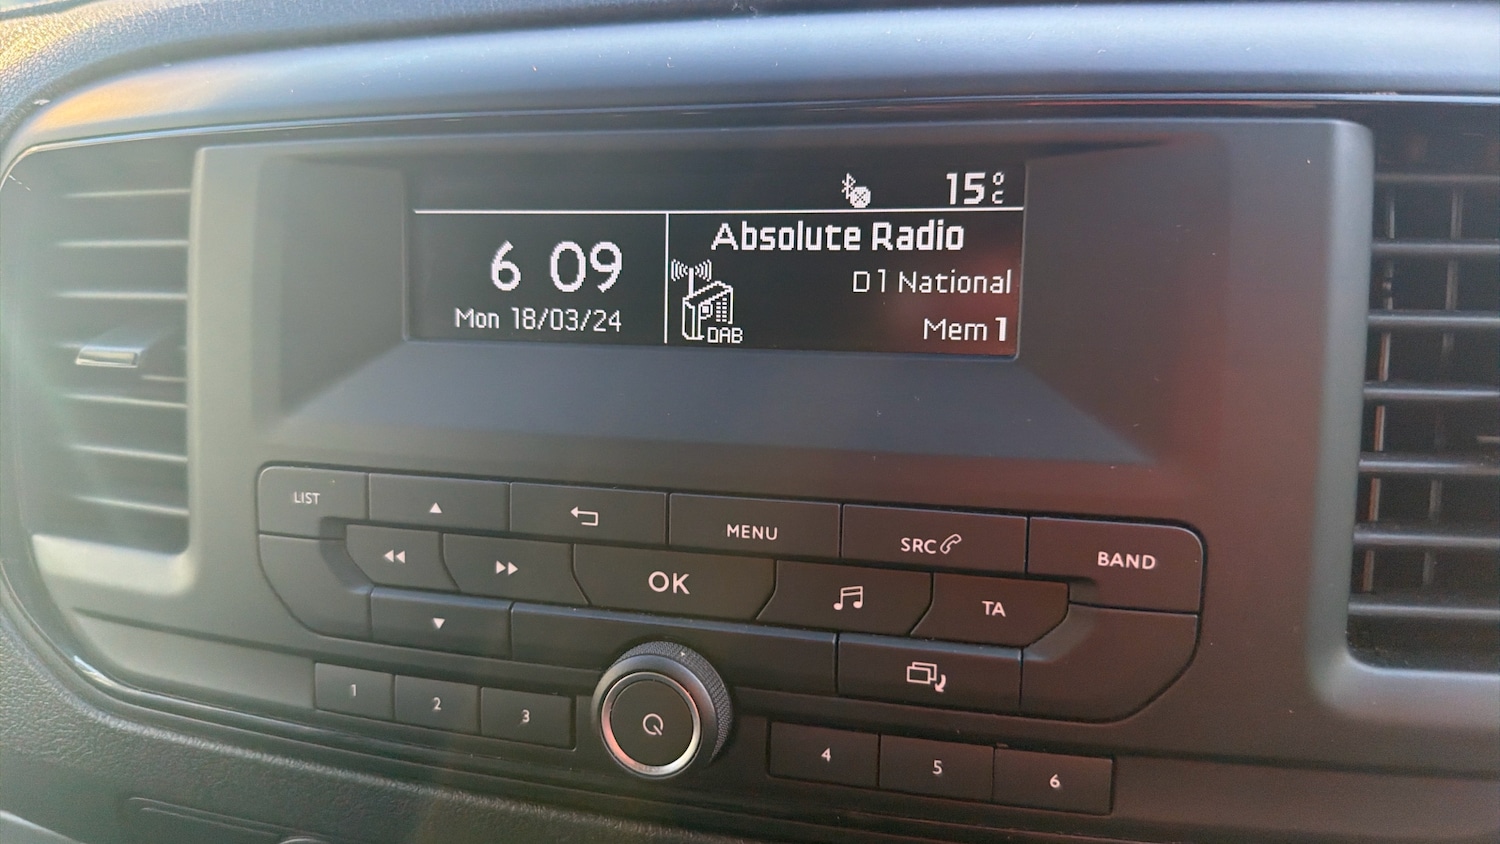 15°C
6 09
Mon 18/03/24
Absolute Radio
D1 National
Mem 1
DAB
LIST
MENU
SRC
BAND
OK
TA
1
2
3
4
5
6